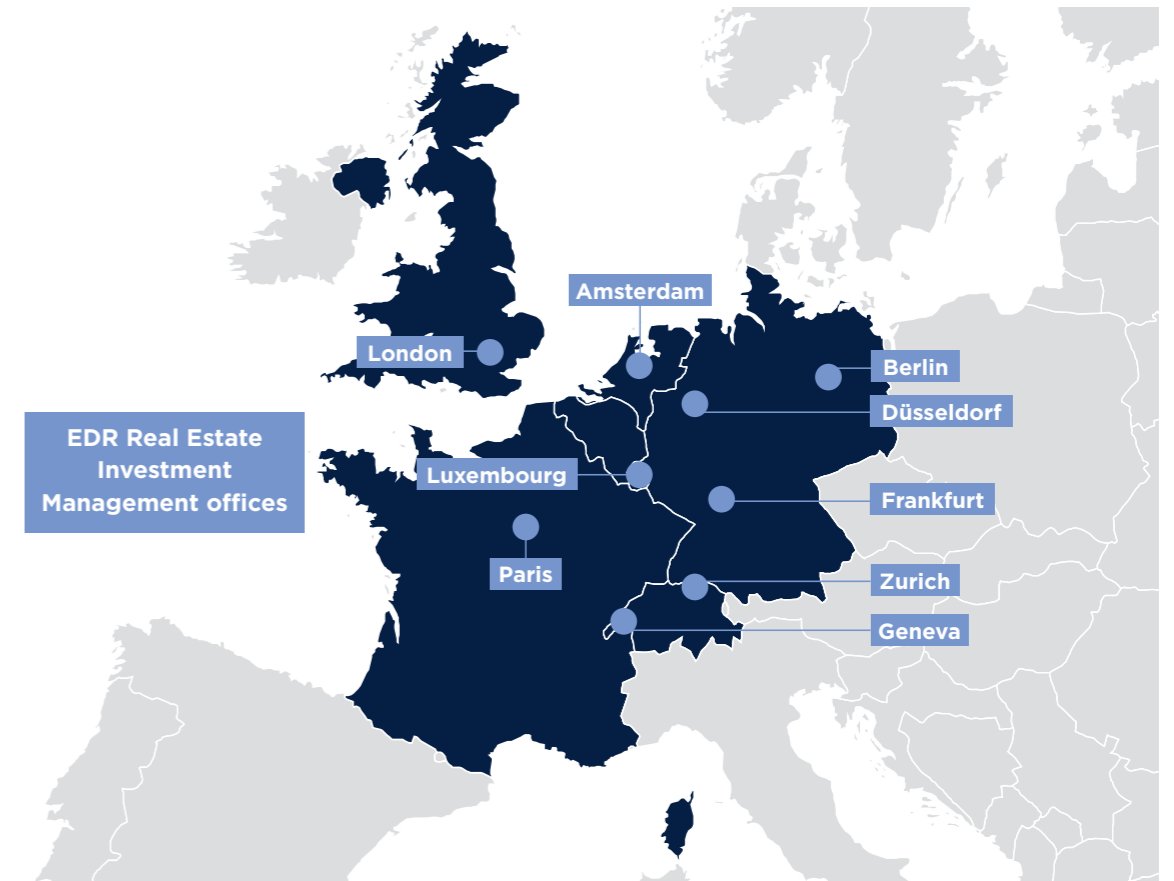 Amsterdam
London
Berlin
Düsseldorf
EDR Real Estate
Investment
Management offices
Luxembourg
Frankfurt
Paris
Zurich
Geneva